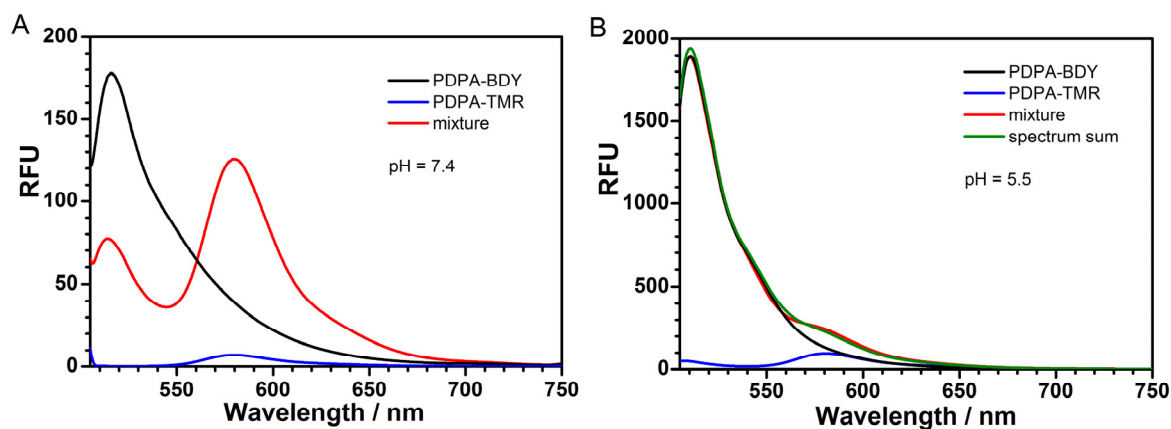 A
200
150
100
50
0
RFU
PDPA-BDY
PDPA-TMR
mixture
pH = 7.4
550 600 650 700 750
Wavelength / nm
B
2000
1500
1000
500
0
RFU
PDPA-BDY
PDPA-TMR
mixture
spectrum sum
pH = 5.5
550 600 650 700 750
Wavelength / nm